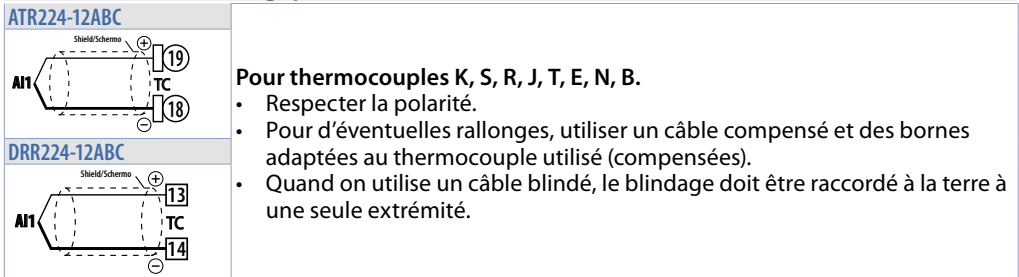 ATR224-12ABC
Shield/Schermo
+
19
AI1
TC
18
-
DRR224-12ABC
Shield/Schermo
+
13
AI1
TC
14
-
Pour thermocouples K, S, R, J, T, E, N, B.
• Respecter la polarité.
• Pour d'éventuelles rallonges, utiliser un câble compensé et des bornes
adaptées au thermocouple utilisé (compensées).
• Quand on utilise un câble blindé, le blindage doit être raccordé à la terre à
une seule extrémité.